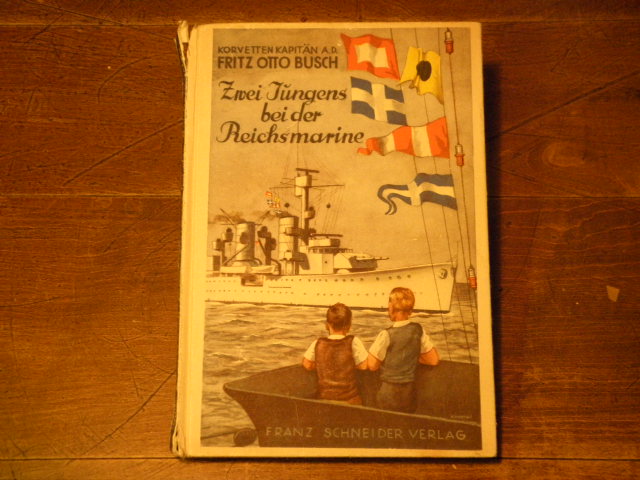 KORVETTEN KAPITÄN A.D.
FRITZ OTTO BUSCH
Zwei Jungens
bei der
Reichsmarine
FRANZ SCHNEIDER VERLAG